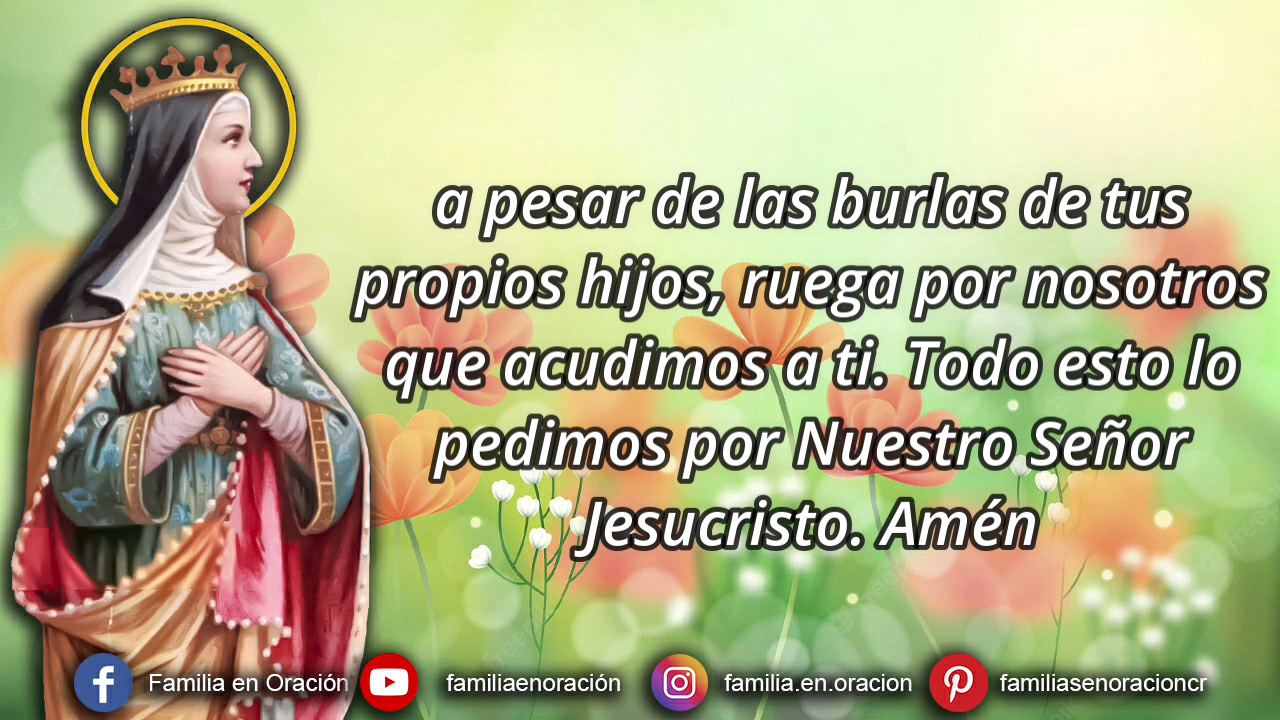 a pesar de las burlas de tus
propios hijos, ruega por nosotros
que acudimos a ti. Todo esto lo
pedimos por Nuestro Señor
Jesucristo. Amén
Familia en Oración
familiaenoración
familia.en.oracion
familiasenoracioncr